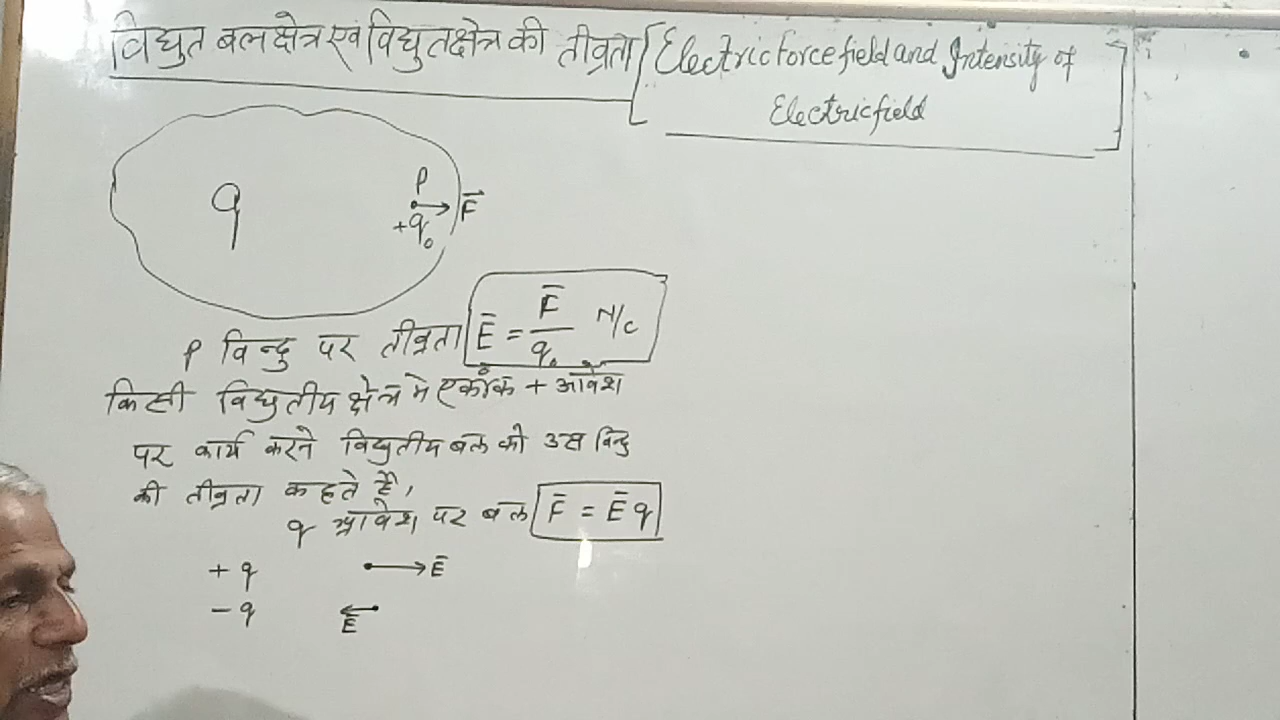 विद्युत बल क्षेत्र एवं विद्युत क्षेत्र की तीव्रता [Electric Force field and Intensity of
Electric field]
q
P
+q₀
F⃗
P विन्दु पर तीव्रता E̅ = F̅/q₀ N/C
किसी विद्युतीय क्षेत्र मे एकांक + आवेश
पर कार्य करने विद्युतीय बल को उस विन्दु
की तीव्रता कहते है,
q आवेश पर बल F̅ = E̅ q
+ q E̅
- q E̅